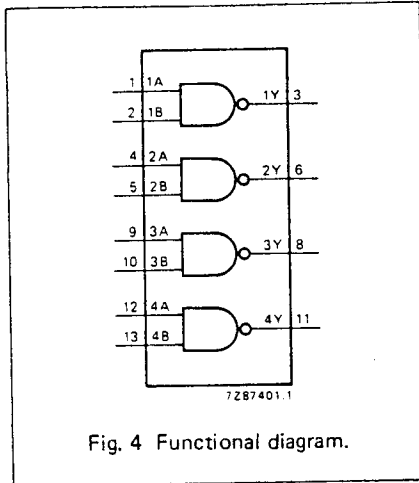 1 1A
1Y 3
2 1B
4 2A
2Y 6
5 2B
9 3A
3Y 8
10 3B
12 4A
4Y 11
13 4B
7Z87401.1
Fig. 4 Functional diagram.